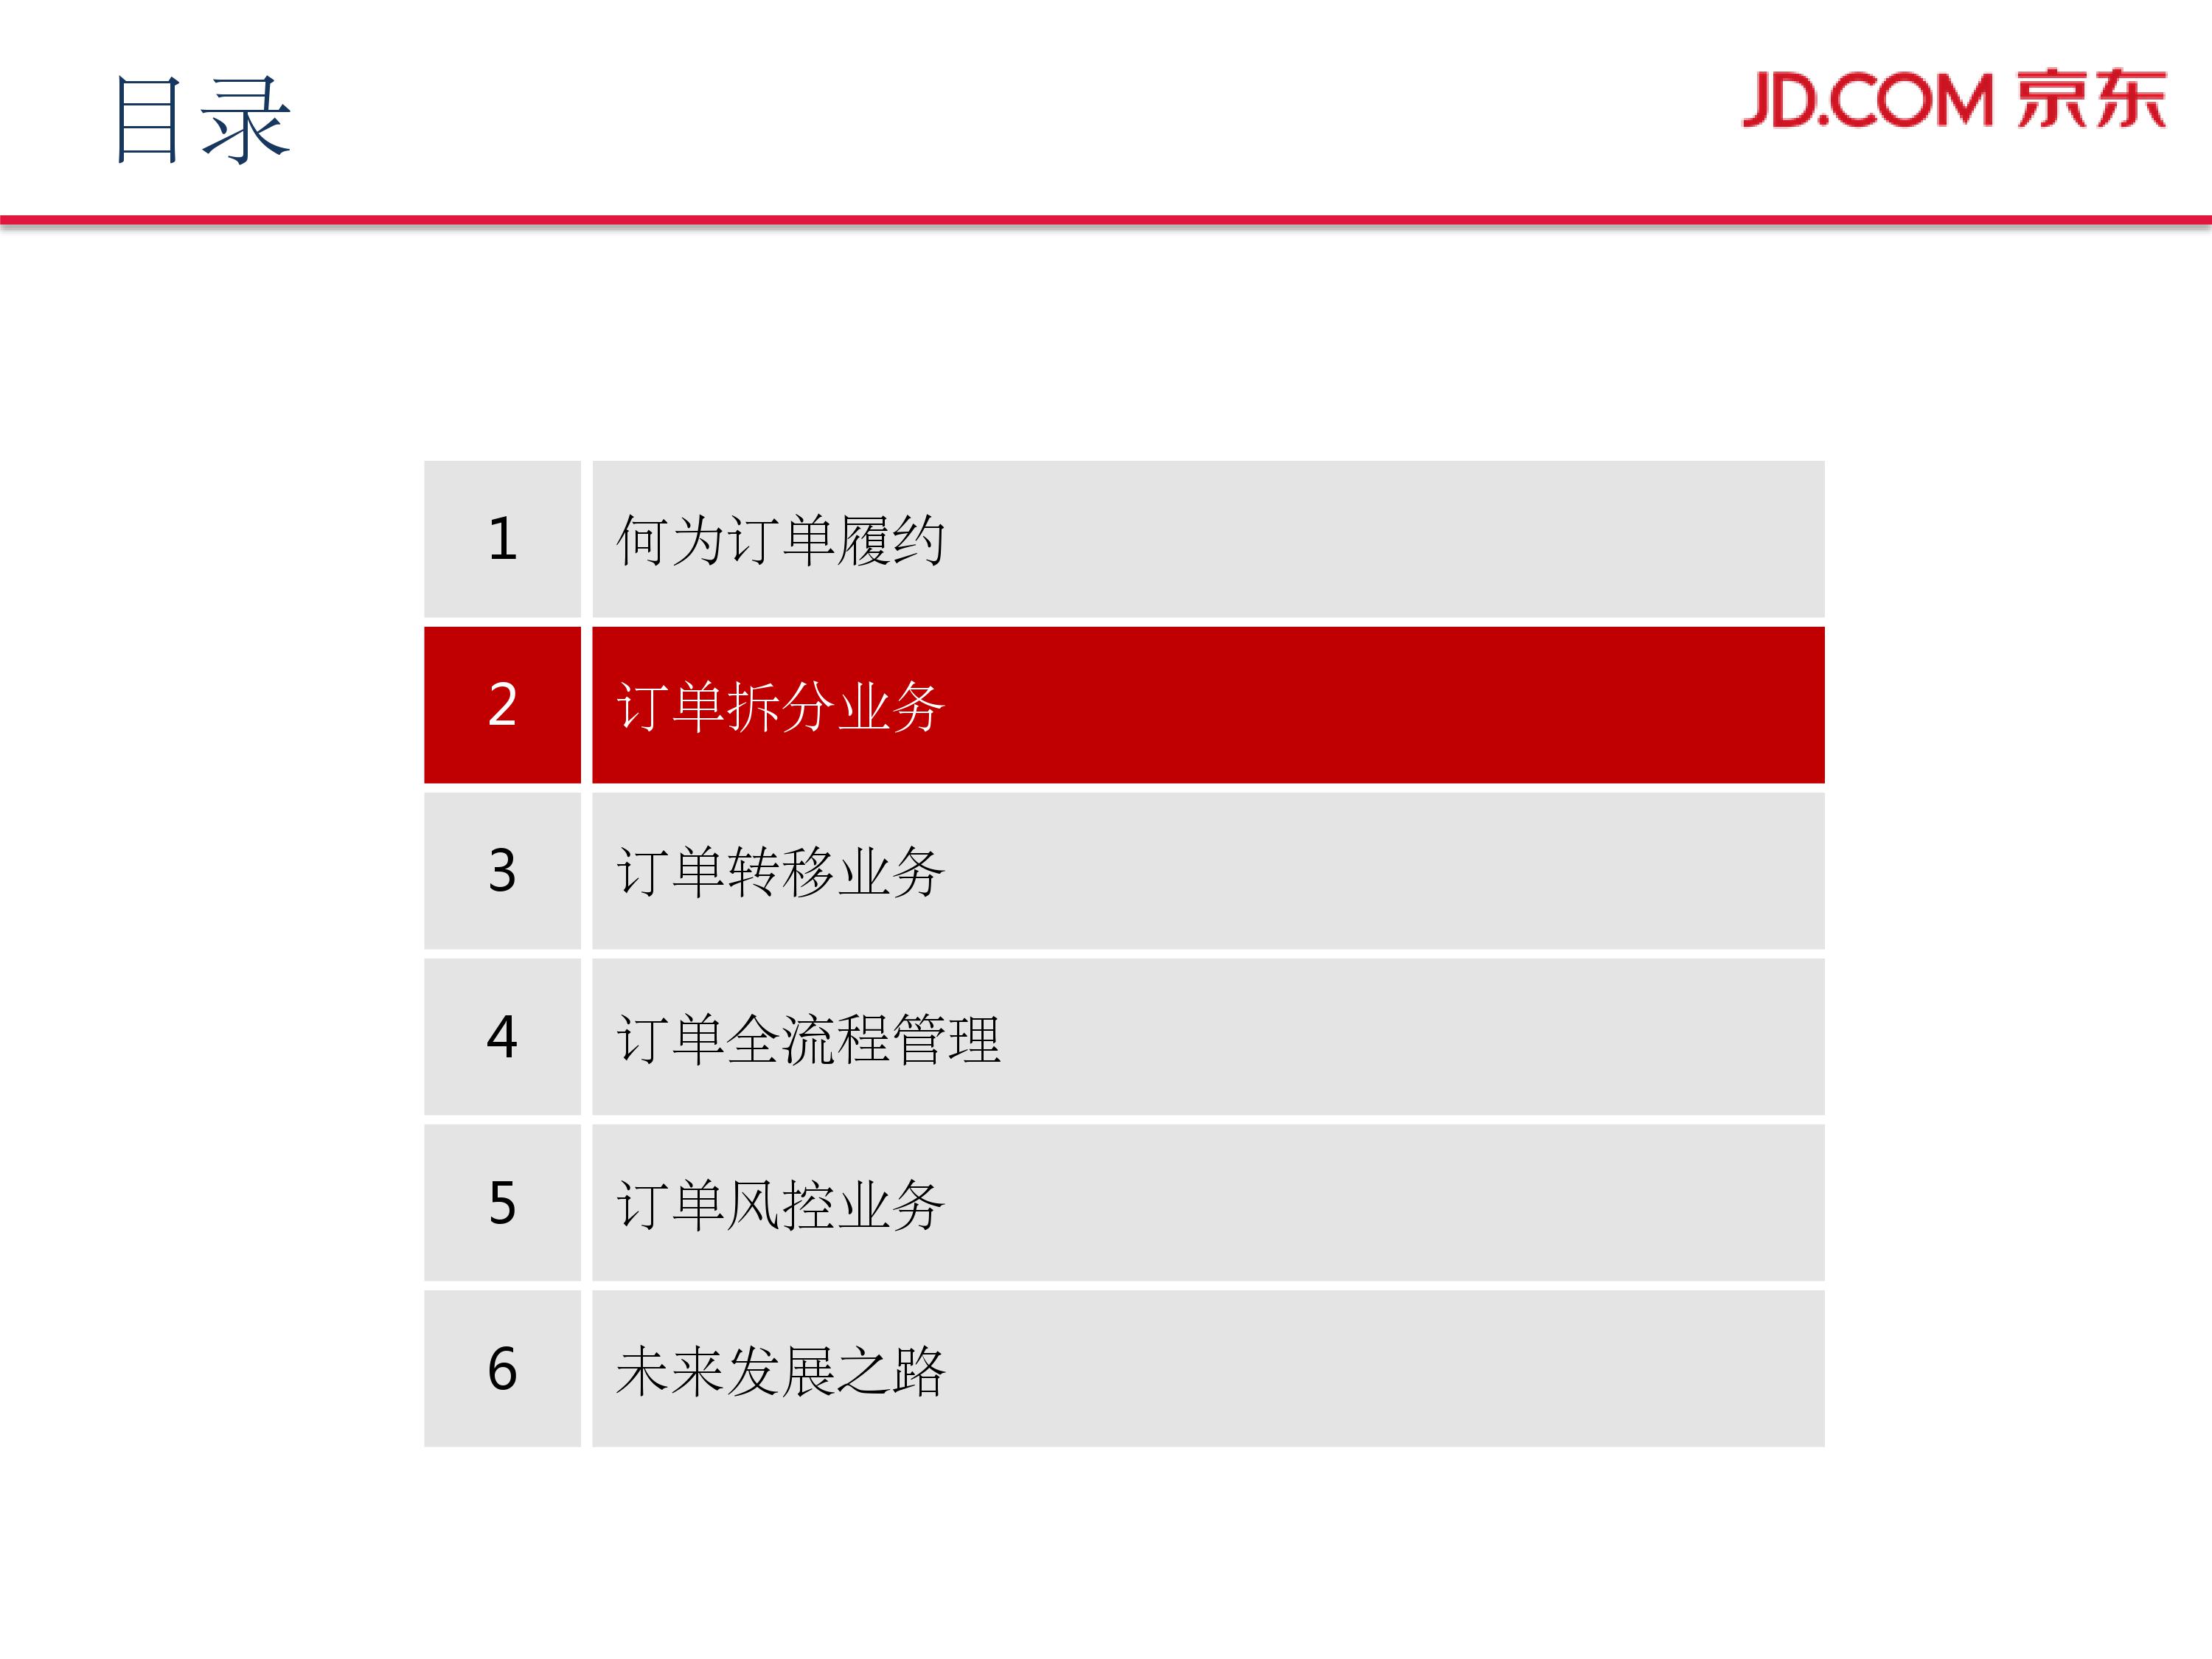 目录
JD.COM 京东
1 何为订单履约
2 订单拆分业务
3 订单转移业务
4 订单全流程管理
5 订单风控业务
6 未来发展之路